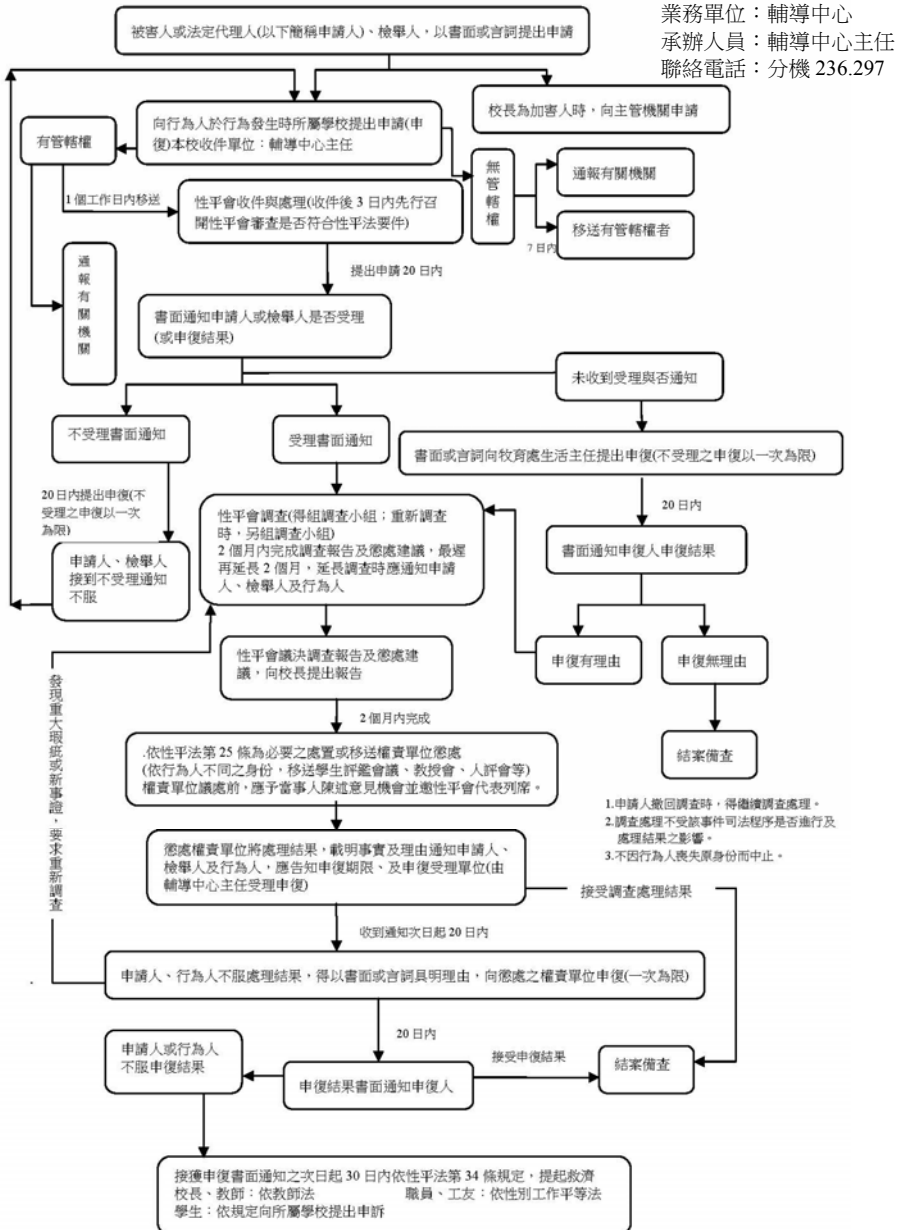 業務單位：輔導中心
承辦人員：輔導中心主任
聯絡電話：分機 236.297
被害人或法定代理人(以下簡稱申請人)、檢舉人，以書面或言詞提出申請
向行為人於行為發生時所屬學校提出申請(申
復)本校收件單位：輔導中心主任
校長為加害人時，向主管機關申請
有管轄權
無管轄權
通報有關機關
移送有管轄權者
7日內
1 個工作日內移送
性平會收件與處理(收件後 3 日內先行召
開性平會審查是否符合性平法要件)
通報有關機關
提出申請 20 日內
書面通知申請人或檢舉人是否受理
(或申復結果)
未收到受理與否通知
不受理書面通知
受理書面通知
書面或言詞向牧育處生活主任提出申復(不受理之申復以一次為限)
20 日內提出申復(不
受理之申復以一次
為限)
20 日內
性平會調查(得組調查小組；重新調查
時，另組調查小組)
2 個月內完成調查報告及懲處建議，最遲
再延長 2 個月，延長調查時應通知申請
人、檢舉人及行為人
書面通知申復人申復結果
申請人、檢舉人
接到不受理通知
不服
申復有理由
申復無理由
性平會議決調查報告及懲處建
議，向校長提出報告
發現重大瑕疵或新事證，要求重新調查
2 個月內完成
結案備查
.依性平法第 25 條為必要之處置或移送權責單位懲處
(依行為人不同之身份，移送學生評鑑會議、教授會、人評會等)
權責單位議處前，應予當事人陳述意見機會並邀性平會代表列席。
1.申請人撤回調查時，得繼續調查處理。
2.調查處理不受該事件司法程序是否進行及
處理結果之影響。
3.不因行為人喪失原身份而中止。
懲處權責單位將處理結果，載明事實及理由通知申請人、
檢舉人及行為人，應告知申復期限、及申復受理單位(由
輔導中心主任受理申復)
接受調查處理結果
收到通知次日起 20 日內
申請人、行為人不服處理結果，得以書面或言詞具明理由，向懲處之權責單位申復(一次為限)
20 日內
申請人或行為人
不服申復結果
申復結果書面通知申復人
接受申復結果
結案備查
接獲申復書面通知之次日起 30 日內依性平法第 34 條規定，提起救濟
校長、教師：依教師法　職員、工友：依性別工作平等法
學生：依規定向所屬學校提出申訴